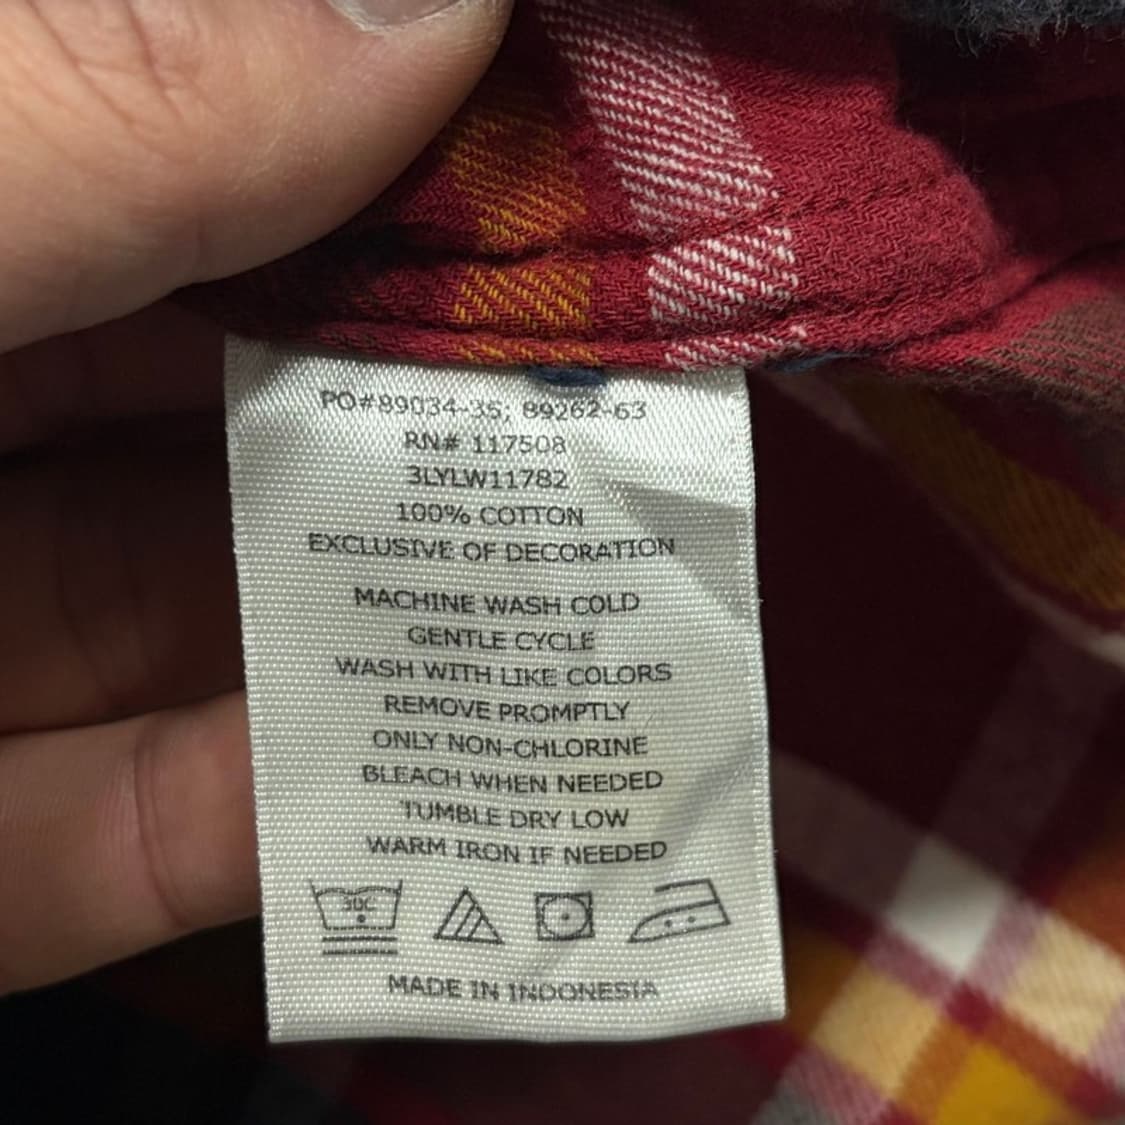 PO#89034-35; 89262-63
RN# 117508
3LYLW11782
100% COTTON
EXCLUSIVE OF DECORATION
MACHINE WASH COLD
GENTLE CYCLE
WASH WITH LIKE COLORS
REMOVE PROMPTLY
ONLY NON-CHLORINE
BLEACH WHEN NEEDED
TUMBLE DRY LOW
WARM IRON IF NEEDED
30C
MADE IN INDONESIA